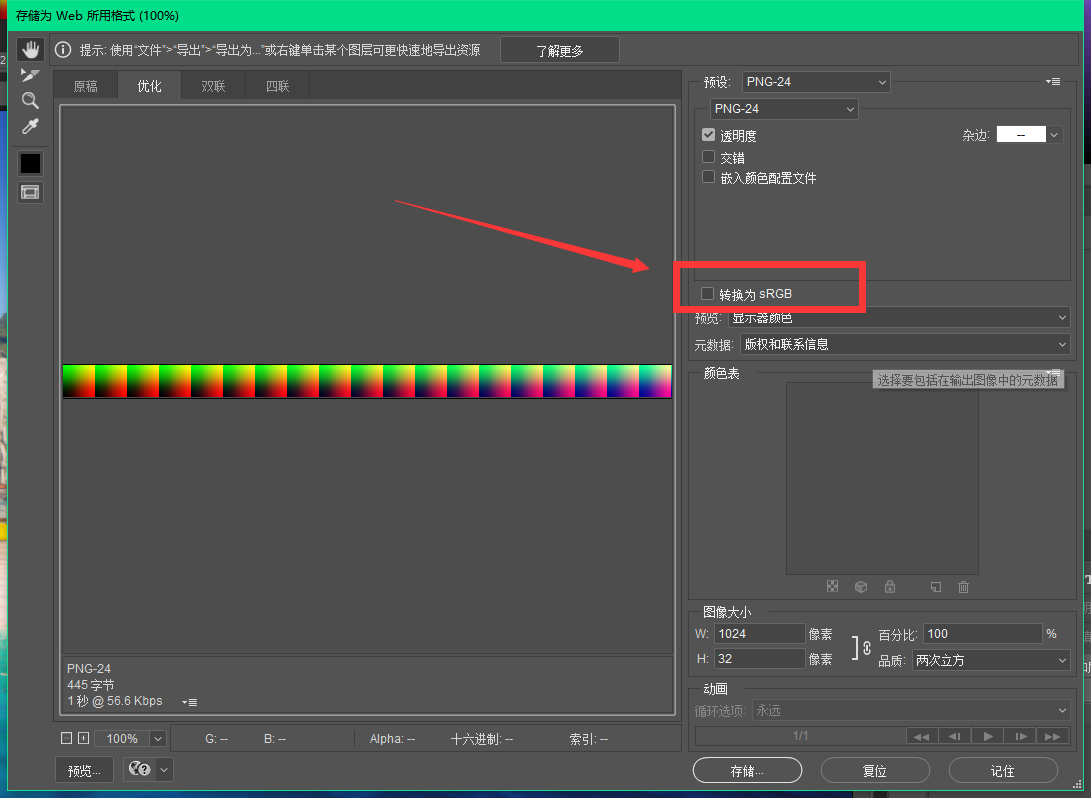 存储为 Web 所用格式 (100%)
提示: 使用“文件”>“导出”>“导出为...”或右键单击某个图层可更快速地导出资源
了解更多
原稿 优化 双联 四联
预设: PNG-24
PNG-24
透明度 杂边: --
交错
嵌入颜色配置文件
转换为 sRGB
预览: 显示器颜色
元数据: 版权和联系信息
颜色表
选择要包括在输出图像中的元数据
图像大小
W: 1024 像素 百分比: 100 %
H: 32 像素 品质: 两次立方
PNG-24
445 字节
1 秒 @ 56.6 Kbps
动画
循环选项: 永远
1/1
100% G: -- B: -- Alpha: -- 十六进制: -- 索引: --
预览... 存储... 复位 记住